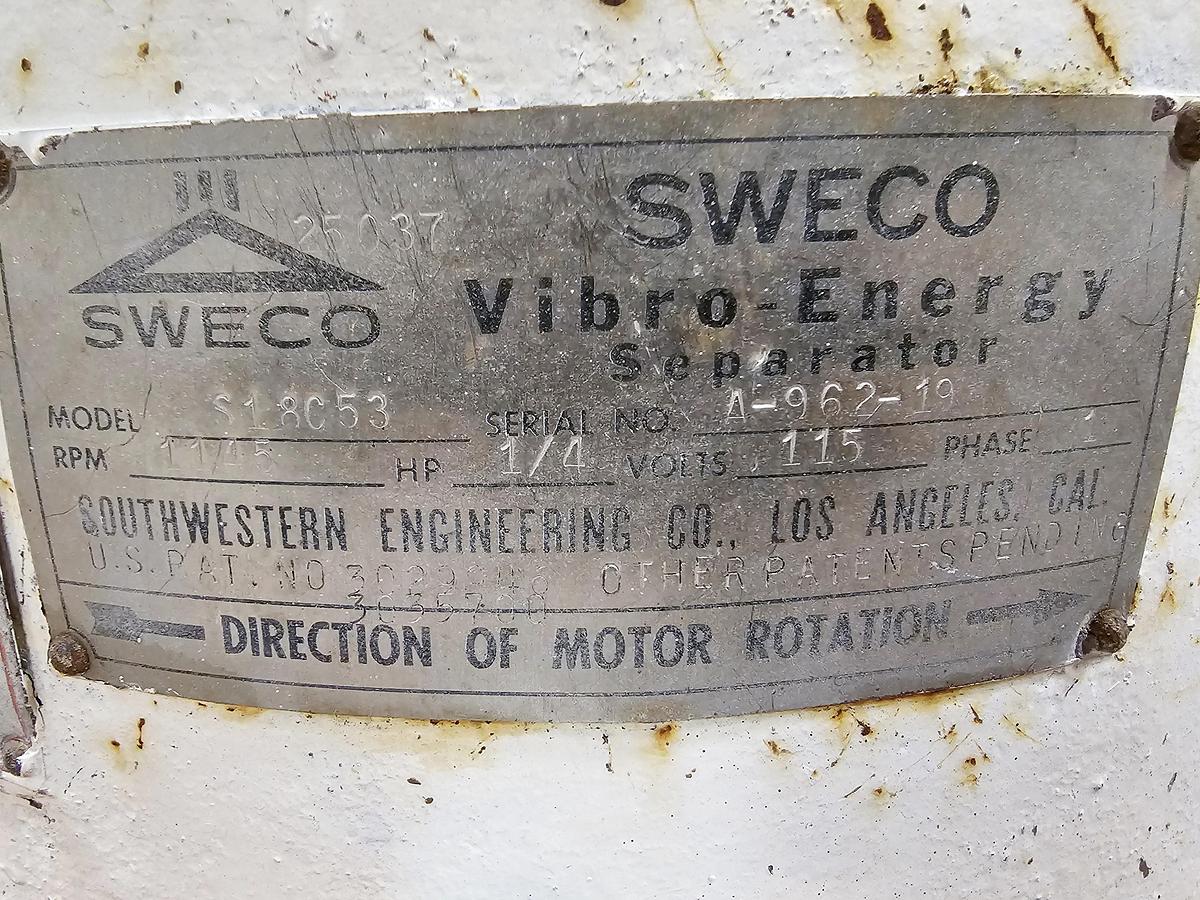 25037
SWECO
SWECO
Vibro-Energy
Separator
MODEL S18C53 SERIAL NO. A-962-19
RPM HP 1/4 VOLTS 115 PHASE 1
SOUTHWESTERN ENGINEERING CO., LOS ANGELES, CAL.
U.S. PAT. NO OTHER PATENTS PENDING
DIRECTION OF MOTOR ROTATION